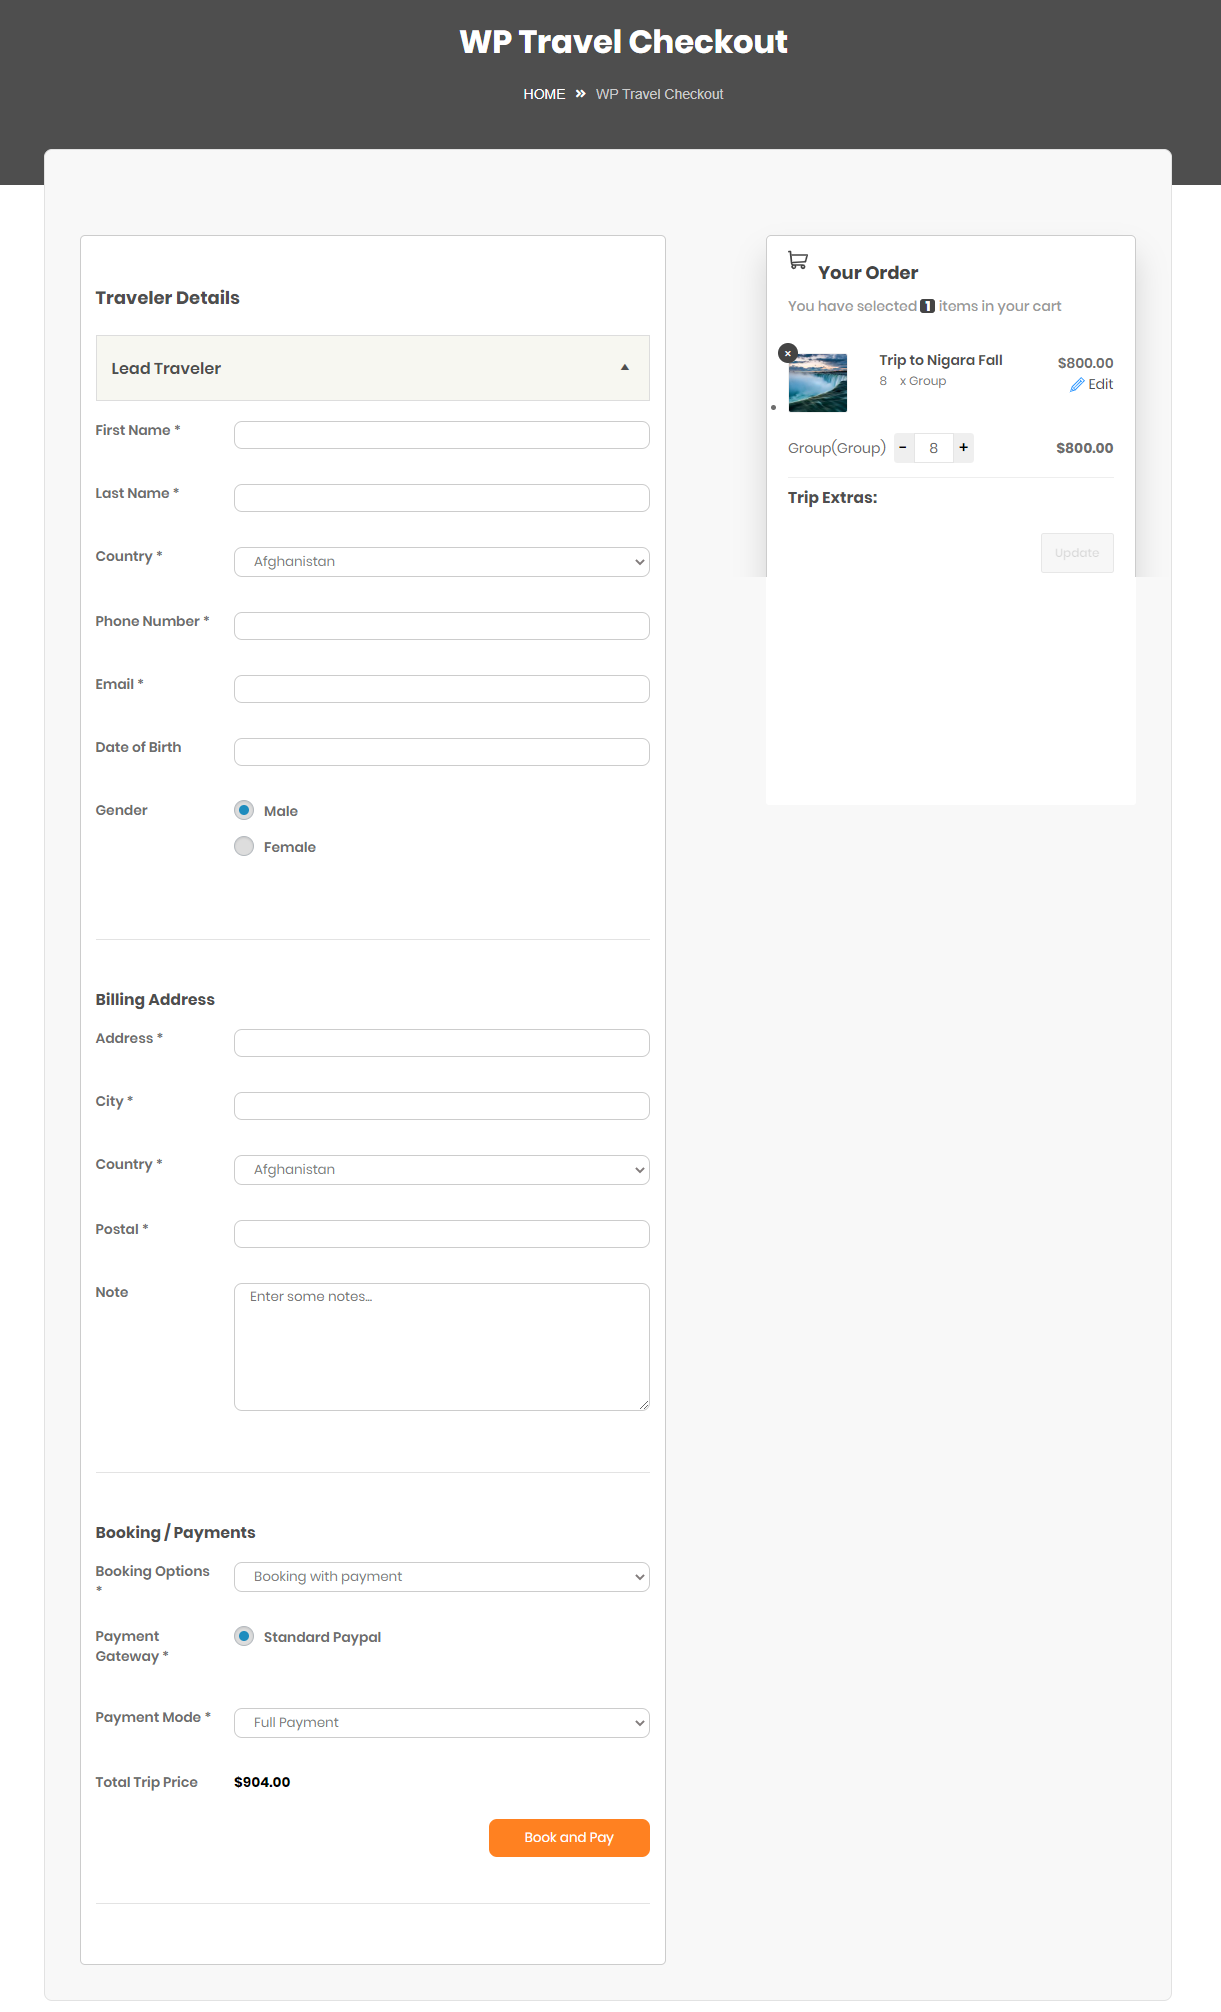 WP Travel Checkout
HOME » WP Travel Checkout
Traveler Details
Lead Traveler
First Name *
Last Name *
Country *
Afghanistan
Phone Number *
Email *
Date of Birth
Gender
Male
Female
Billing Address
Address *
City *
Country *
Afghanistan
Postal *
Note
Enter some notes...
Booking / Payments
Booking Options
*
Booking with payment
Payment
Gateway *
Standard Paypal
Payment Mode *
Full Payment
Total Trip Price
$904.00
Book and Pay
Your Order
You have selected 1 items in your cart
×
Trip to Nigara Fall
$800.00
8 x Group
Edit
Group(Group) - 8 + $800.00
Trip Extras:
Update